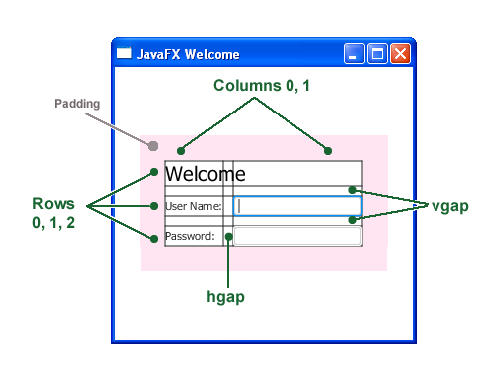 JavaFX Welcome
Columns 0, 1
Padding
Welcome
Rows
0, 1, 2
User Name:
vgap
Password:
hgap